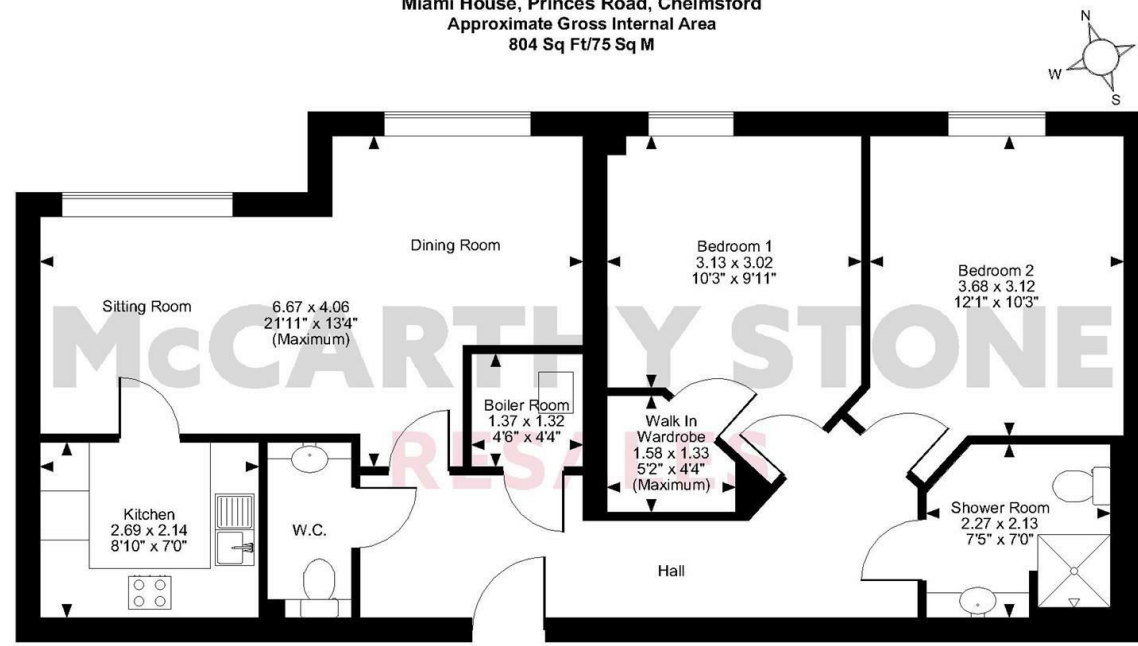 Miami House, Princes Road, Chelmsford
Approximate Gross Internal Area
804 Sq Ft/75 Sq M
N
W
S
Dining Room
Sitting Room
6.67 x 4.06
21'11" x 13'4"
(Maximum)
Bedroom 1
3.13 x 3.02
10'3" x 9'11"
Bedroom 2
3.68 x 3.12
12'1" x 10'3"
McCARTHY STONE
RESALES
Boiler Room
1.37 x 1.32
4'6" x 4'4"
Walk In
Wardrobe
1.58 x 1.33
5'2" x 4'4"
(Maximum)
Kitchen
2.69 x 2.14
8'10" x 7'0"
W.C.
Hall
Shower Room
2.27 x 2.13
7'5" x 7'0"